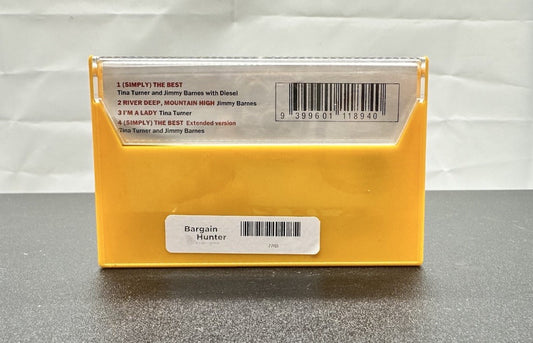 1 (SIMPLY) THE BEST
Tina Turner and Jimmy Barnes with Diesel
2 RIVER DEEP, MOUNTAIN HIGH Jimmy Barnes
3 I'M A LADY Tina Turner
4 (SIMPLY) THE BEST Extended version
Tina Turner and Jimmy Barnes
9 399601 118940
Bargain
Hunter